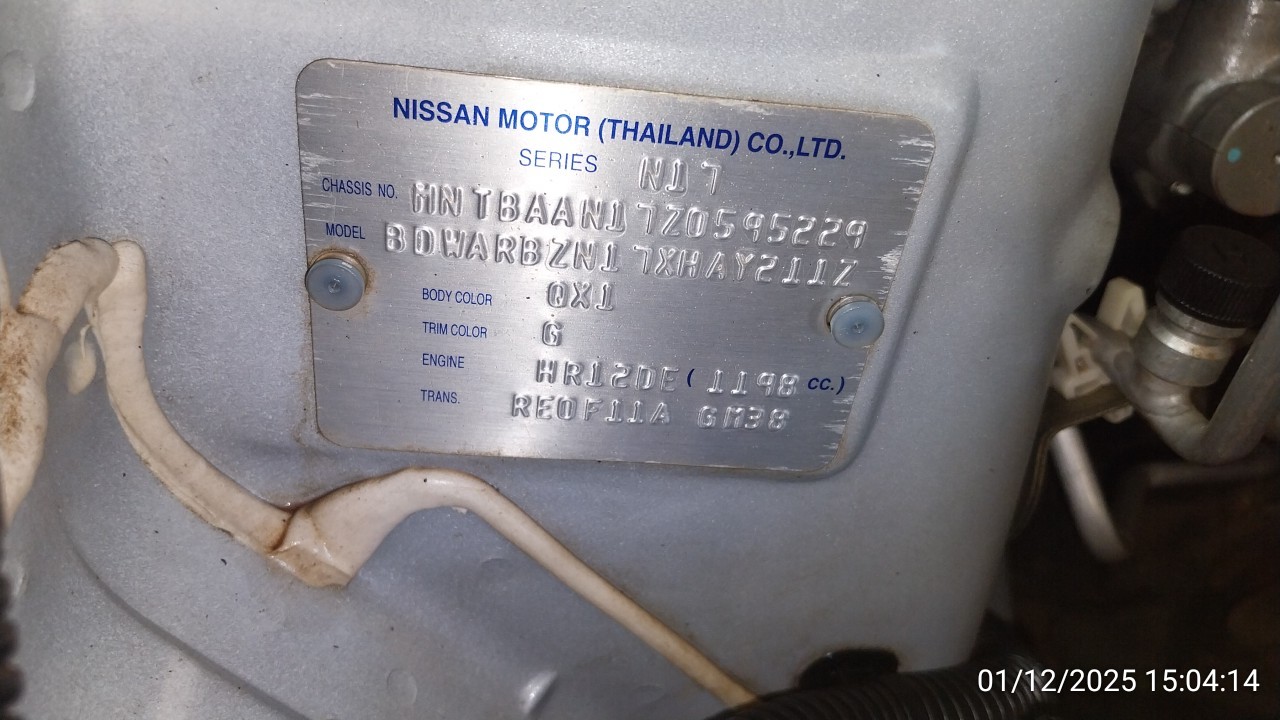 NISSAN MOTOR (THAILAND) CO.,LTD.
SERIES N17
CHASSIS NO. MNTBAAN17Z0595229
MODEL BDWARBZN17XHAY211Z
BODY COLOR QX1
TRIM COLOR G
ENGINE HR12DE ( 1198 CC.)
TRANS. RE0F11A GM38
01/12/2025 15:04:14